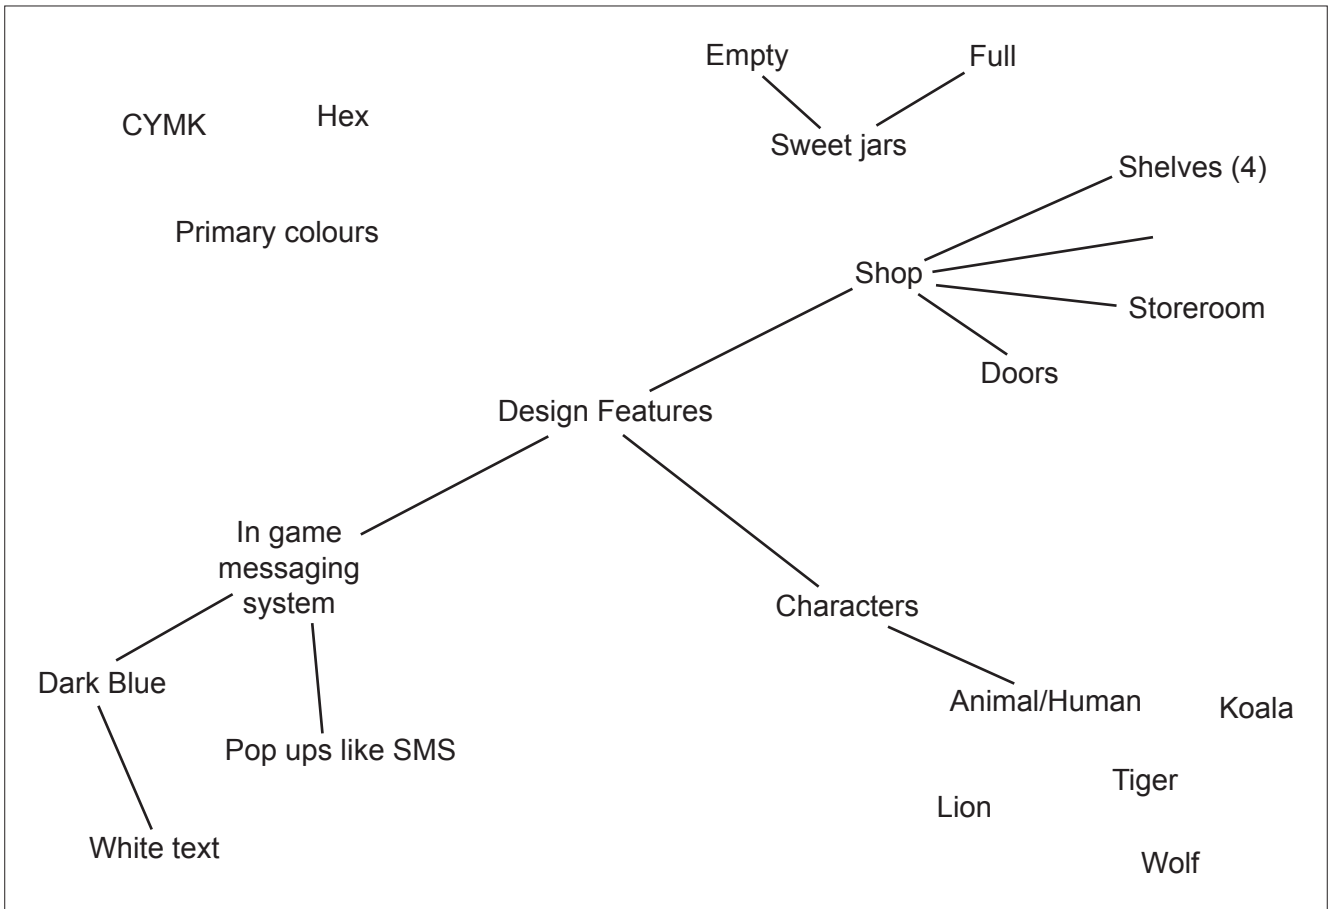 Empty
Full
CYMK
Hex
Sweet jars
Shelves (4)
Primary colours
Shop
Storeroom
Doors
Design Features
In game
messaging
system
Characters
Dark Blue
Animal/Human
Koala
Pop ups like SMS
Tiger
Lion
White text
Wolf